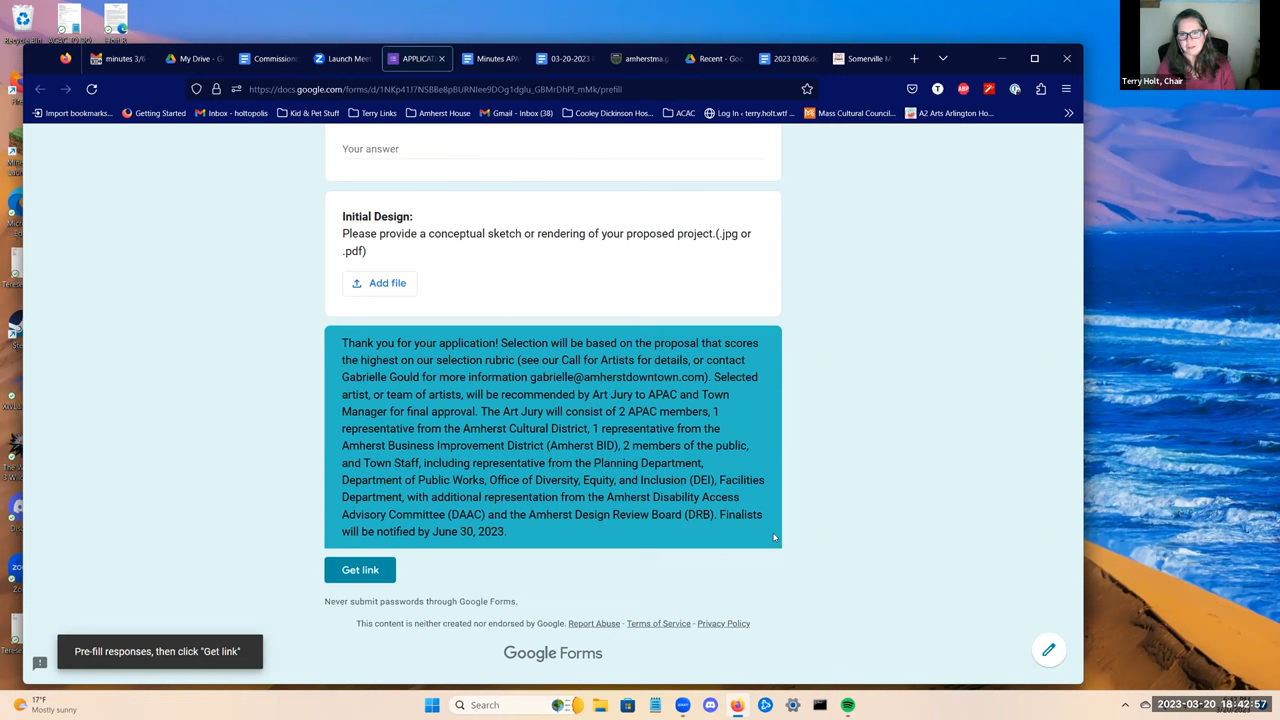 Recycle Bin
Terry Holt, Chair
minutes 3/6
My Drive - G
Commission
Launch Meet
APPLICATI
Minutes APA
03-20-2023
amherstma.g
Recent - Goo
2023 0306.d
Somerville M
https://docs.google.com/forms/d/1NKp41J7NSBBe8pBURNIee9DOg1dglu_GBMrDhPl_mMk/prefill
Import bookmarks...
Getting Started
Inbox - holtopolis
Kid & Pet Stuff
Terry Links
Amherst House
Gmail - Inbox (38)
Cooley Dickinson Hos...
ACAC
Log In ‹ terry.holt.wtf ...
Mass Cultural Council...
A2 Arts Arlington Ho...
Your answer
Initial Design:
Please provide a conceptual sketch or rendering of your proposed project.(.jpg or
.pdf)
Add file
Thank you for your application! Selection will be based on the proposal that scores
the highest on our selection rubric (see our Call for Artists for details, or contact
Gabrielle Gould for more information gabrielle@amherstdowntown.com). Selected
artist, or team of artists, will be recommended by Art Jury to APAC and Town
Manager for final approval. The Art Jury will consist of 2 APAC members, 1
representative from the Amherst Cultural District, 1 representative from the
Amherst Business Improvement District (Amherst BID), 2 members of the public,
and Town Staff, including representative from the Planning Department,
Department of Public Works, Office of Diversity, Equity, and Inclusion (DEI), Facilities
Department, with additional representation from the Amherst Disability Access
Advisory Committee (DAAC) and the Amherst Design Review Board (DRB). Finalists
will be notified by June 30, 2023.
Get link
Never submit passwords through Google Forms.
This content is neither created nor endorsed by Google. Report Abuse - Terms of Service - Privacy Policy
Google Forms
Pre-fill responses, then click "Get link"
17°F
Mostly sunny
Search
2023-03-20 18:42:57